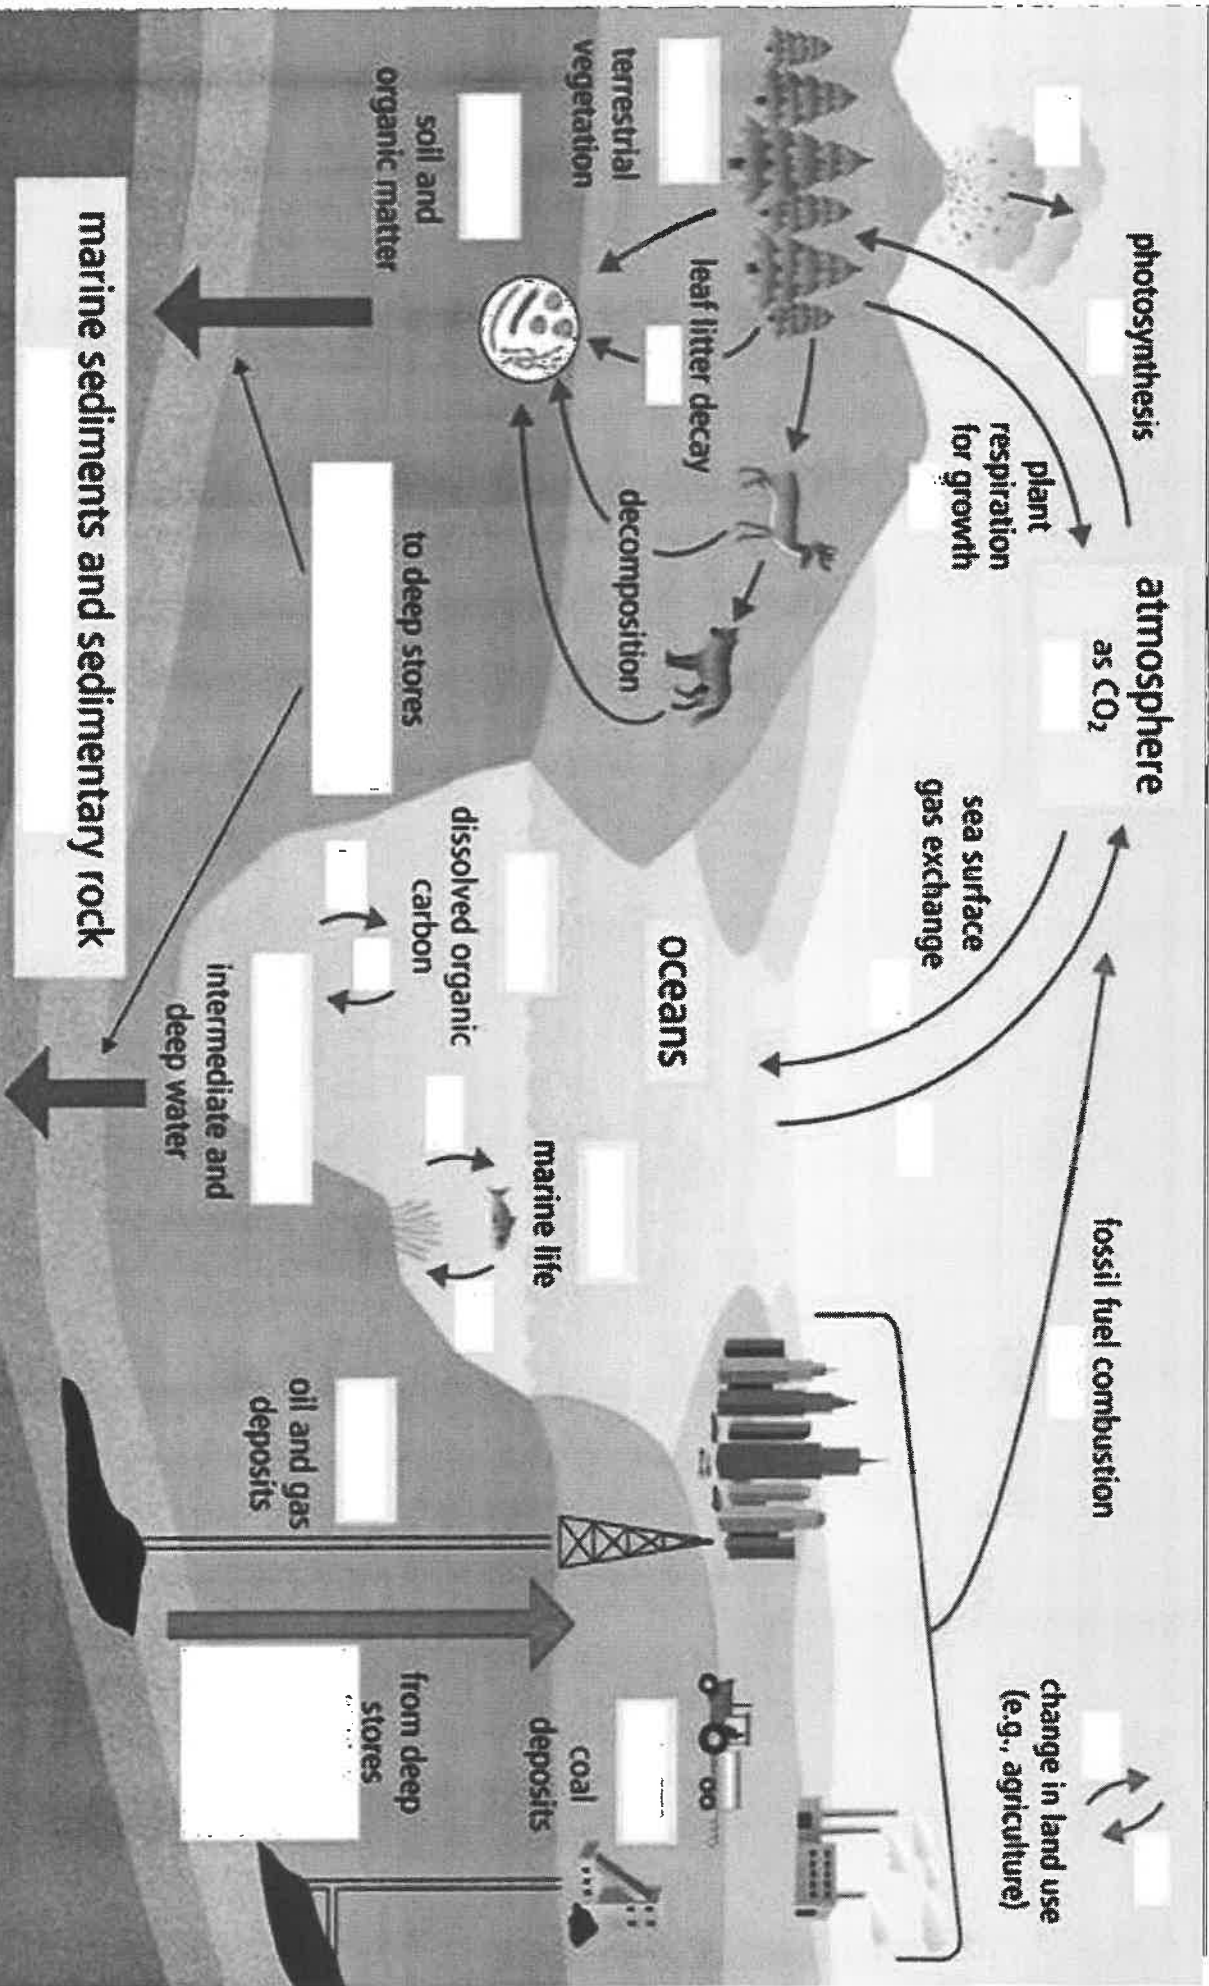 photosynthesis
atmosphere
as CO₂
fossil fuel combustion
change in land use
(e.g., agriculture)
plant
respiration
for growth
sea surface
gas exchange
leaf litter decay
oceans
terrestrial
vegetation
decomposition
marine life
coal
deposits
soil and
organic matter
to deep stores
dissolved organic
carbon
from deep
stores
oil and gas
deposits
intermediate and
deep water
marine sediments and sedimentary rock